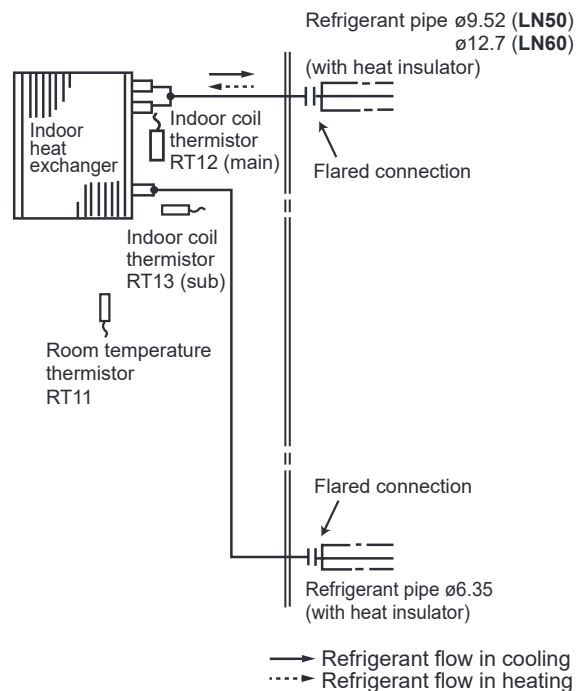 Refrigerant pipe ø9.52 (LN50)
ø12.7 (LN60)
(with heat insulator)
Indoor
heat
exchanger
Indoor coil
thermistor
RT12 (main)
Flared connection
Indoor coil
thermistor
RT13 (sub)
Room temperature
thermistor
RT11
Flared connection
Refrigerant pipe ø6.35
(with heat insulator)
Refrigerant flow in cooling
Refrigerant flow in heating